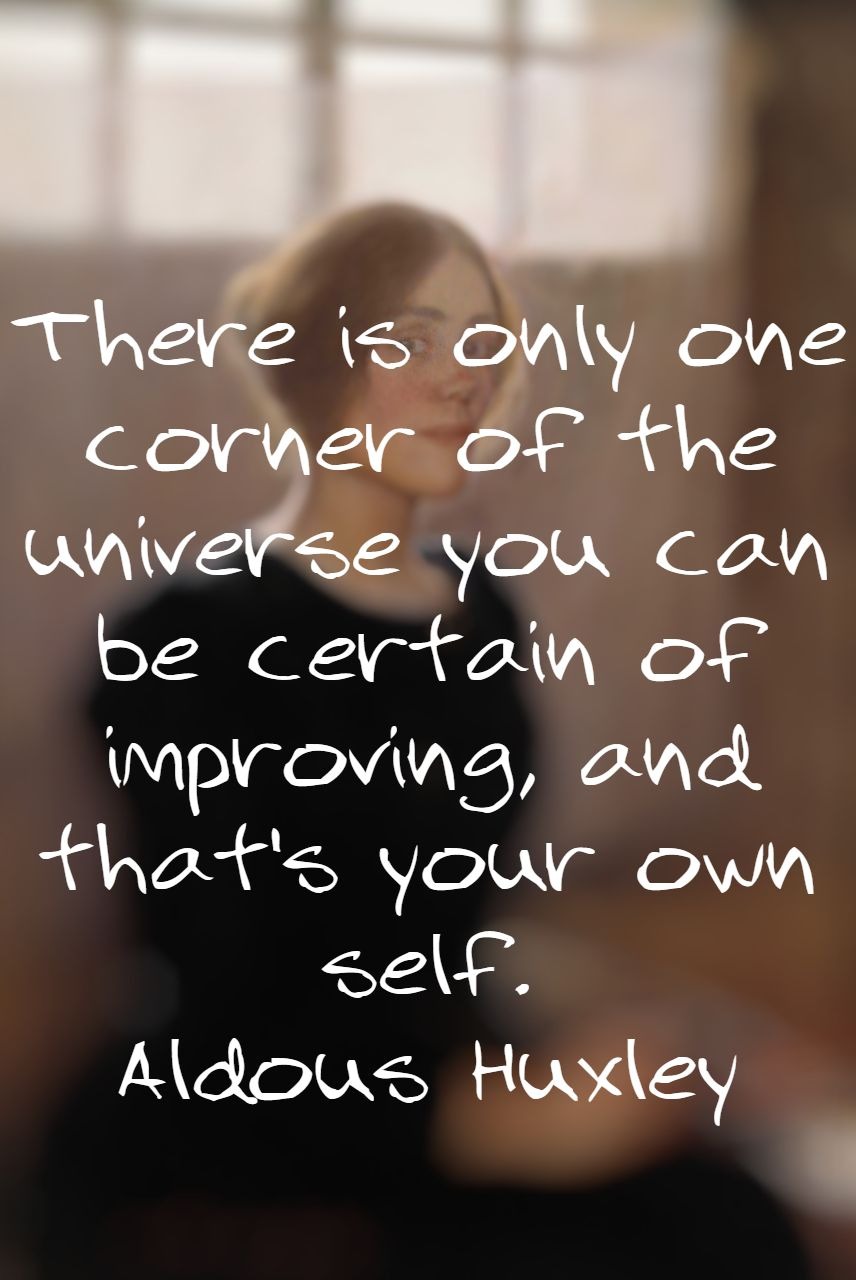 There is only one
corner of the
universe you can
be certain of
improving, and
that's your own
self.
Aldous Huxley